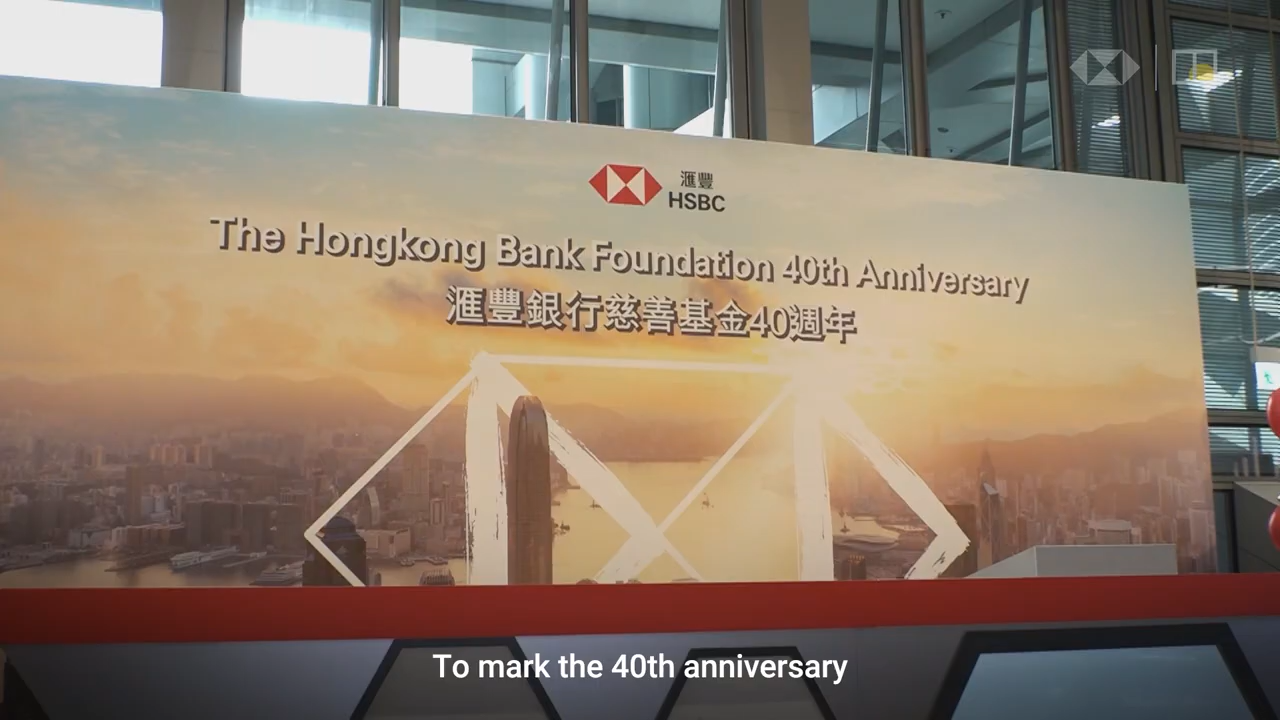 滙豐
HSBC
The Hongkong Bank Foundation 40th Anniversary
滙豐銀行慈善基金40週年
To mark the 40th anniversary